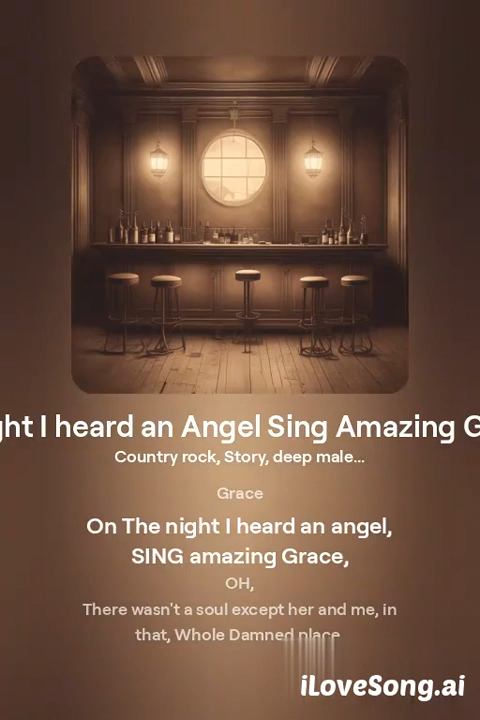 ght I heard an Angel Sing Amazing G
Country rock, Story, deep male...
Grace
On The night I heard an angel,
SING amazing Grace,
OH,
There wasn't a soul except her and me, in
that, Whole Damned place
iLoveSong.ai